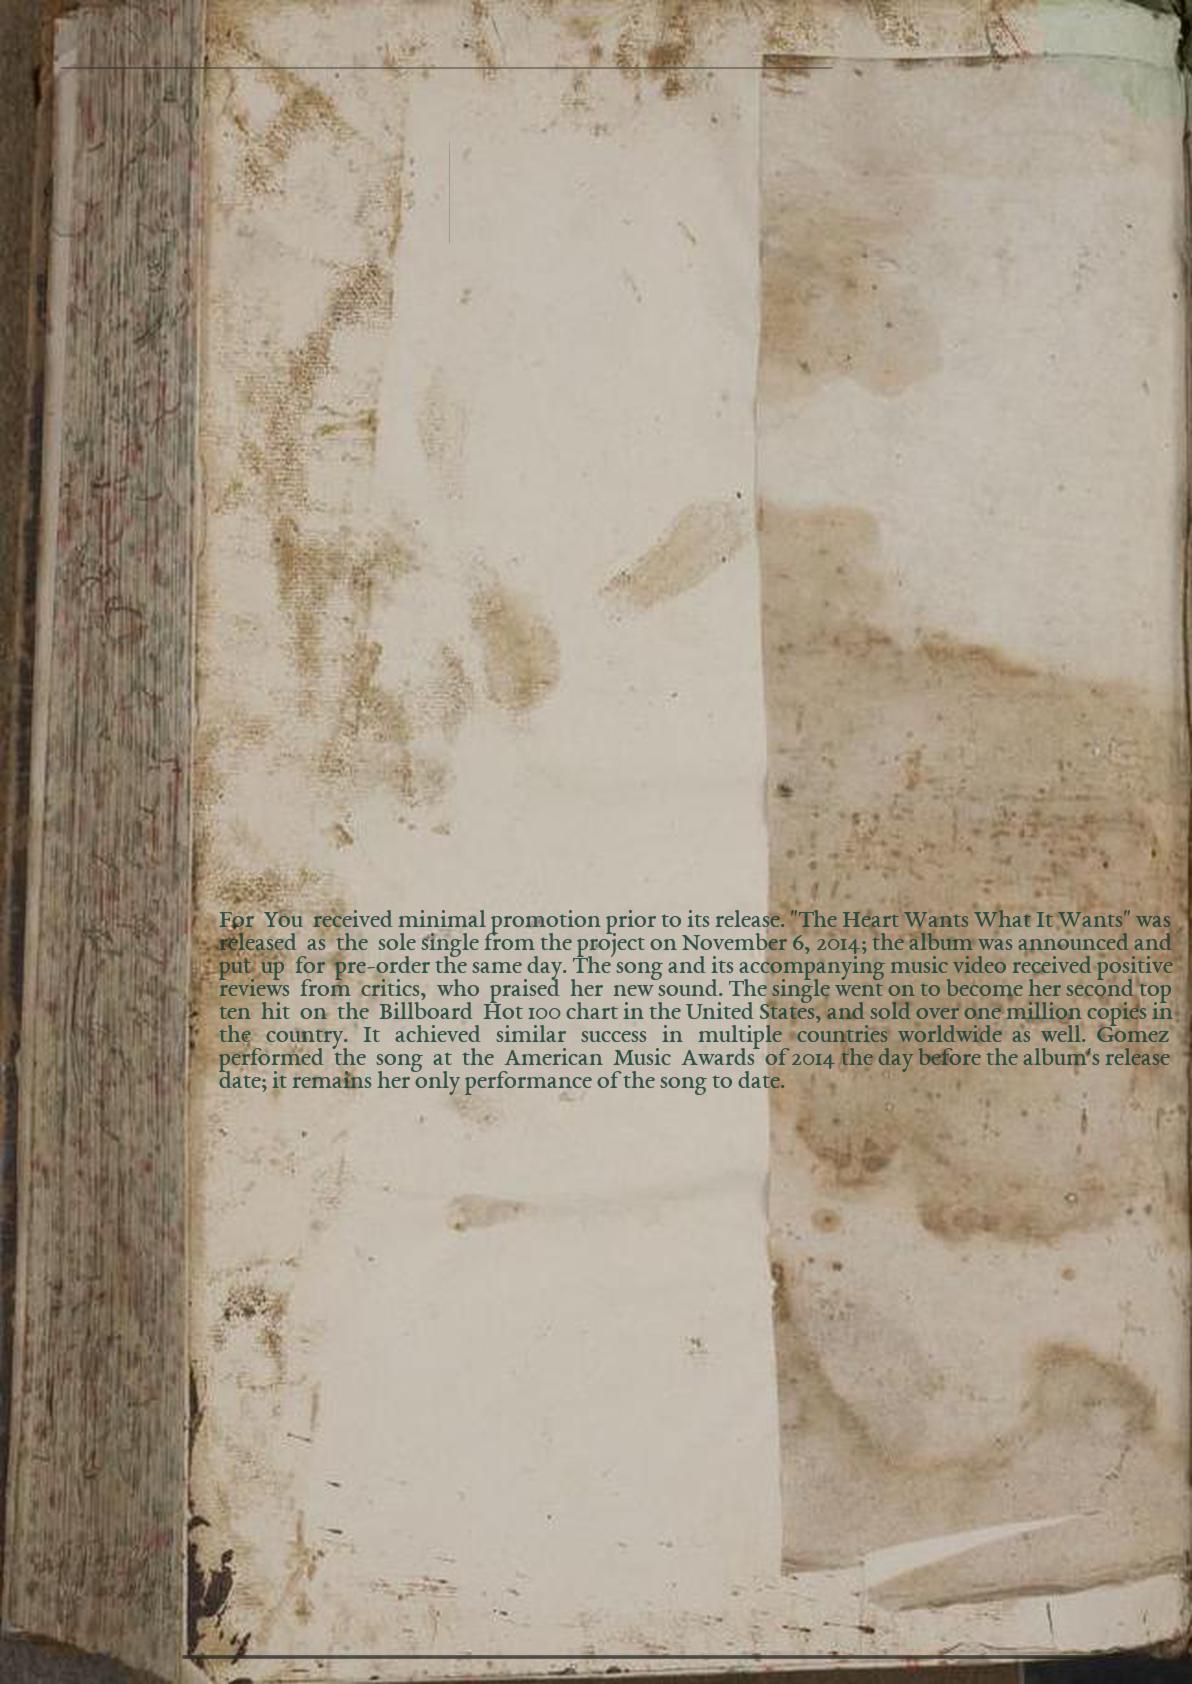 For You received minimal promotion prior to its release. "The Heart Wants What It Wants" was
released as the sole single from the project on November 6, 2014; the album was announced and
put up for pre-order the same day. The song and its accompanying music video received positive
reviews from critics, who praised her new sound. The single went on to become her second top
ten hit on the Billboard Hot 100 chart in the United States, and sold over one million copies in
the country. It achieved similar success in multiple countries worldwide as well. Gomez
performed the song at the American Music Awards of 2014 the day before the album's release
date; it remains her only performance of the song to date.